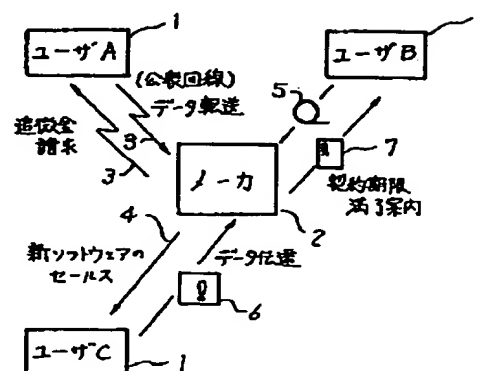 1
ユーザA
ユーザB
(公衆回線)
データ転送
5
追徴金
請求
8
3
メーカ
7
契約期限
満了案内
4
2
新ソフトウェアの
セールス
データ伝達
6
ユーザC
1